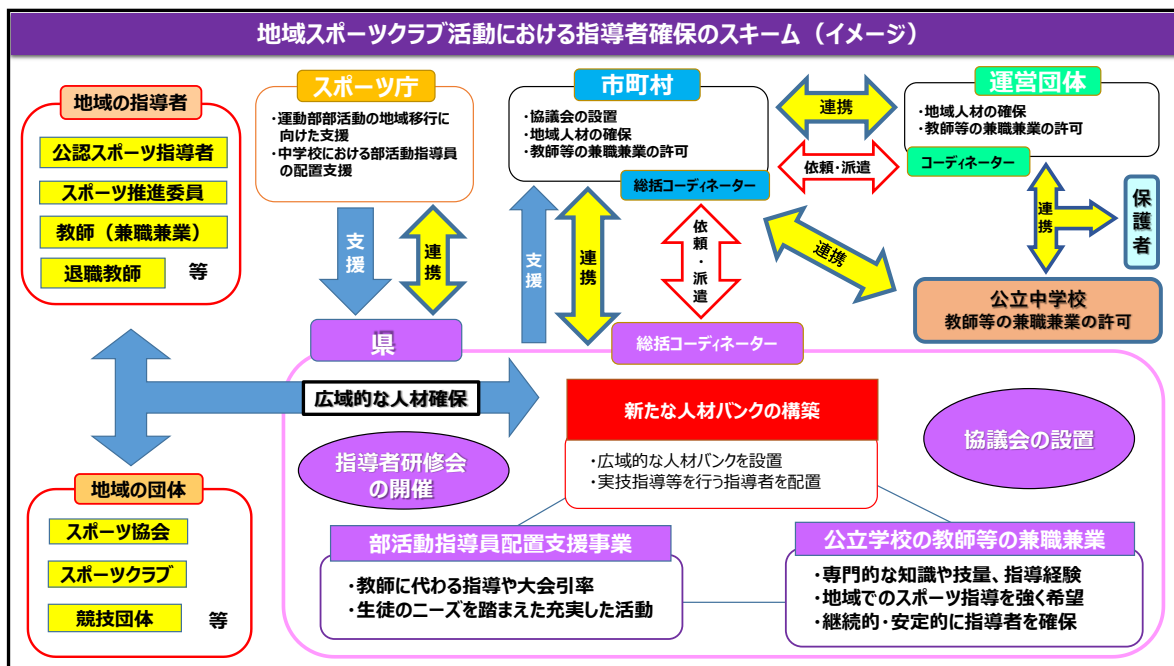 地域スポーツクラブ活動における指導者確保のスキーム（イメージ）
地域の指導者
公認スポーツ指導者
スポーツ推進委員
教師（兼職兼業）
退職教師
等
スポーツ庁
・運動部部活動の地域移行に
向けた支援
・中学校における部活動指導員
の配置支援
市町村
・協議会の設置
・地域人材の確保
・教師等の兼職兼業の許可
総括コーディネーター
連携
依頼・派遣
運営団体
・地域人材の確保
・教師等の兼職兼業の許可
コーディネーター
連携
保護者
支援
連携
支援
連携
依頼・派遣
連携
公立中学校
教師等の兼職兼業の許可
県
総括コーディネーター
広域的な人材確保
新たな人材バンクの構築
・広域的な人材バンクを設置
・実技指導等を行う指導者を配置
指導者研修会
の開催
協議会の設置
地域の団体
スポーツ協会
スポーツクラブ
競技団体
等
部活動指導員配置支援事業
・教師に代わる指導や大会引率
・生徒のニーズを踏まえた充実した活動
公立学校の教師等の兼職兼業
・専門的な知識や技量、指導経験
・地域でのスポーツ指導を強く希望
・継続的・安定的に指導者を確保